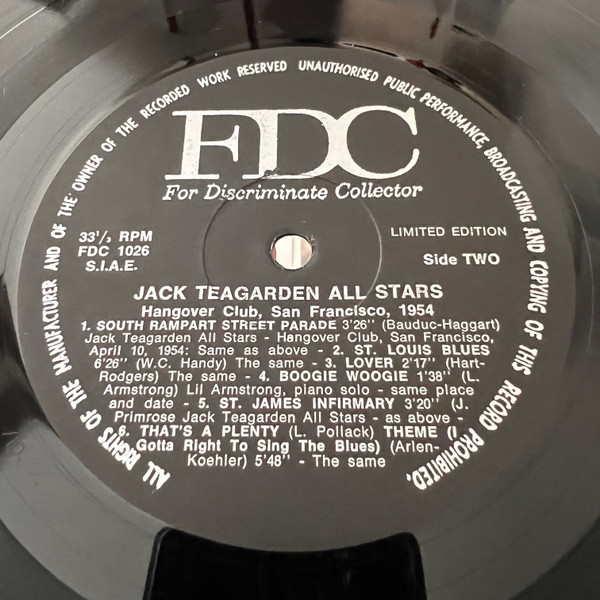 ALL RIGHTS OF THE MANUFACTURER AND OF THE OWNER OF THE RECORDED WORK RESERVED UNAUTHORISED PUBLIC PERFORMANCE, BROADCASTING AND COPYING OF THIS RECORD PROHIBITED.
FDC
For Discriminate Collector
33⅓ RPM
FDC 1026
S.I.A.E.
LIMITED EDITION
Side TWO
JACK TEAGARDEN ALL STARS
Hangover Club, San Francisco, 1954
1. SOUTH RAMPART STREET PARADE 3'26'' (Bauduc-Haggart)
Jack Teagarden All Stars - Hangover Club, San Francisco,
April 10, 1954: Same as above - 2. ST. LOUIS BLUES
6'26'' (W.C. Handy) The same - 3. LOVER 2'17'' (Hart-
Rodgers) The same - 4. BOOGIE WOOGIE 1'38'' (L.
Armstrong) Lil Armstrong, piano solo - same place
and date - 5. ST. JAMES INFIRMARY 3'20'' (J.
Primrose Jack Teagarden All Stars - as above -
6. THAT'S A PLENTY (L. Pollack) THEME (I
Gotta Right To Sing The Blues) (Arlen-
Koehler) 5'48'' - The same